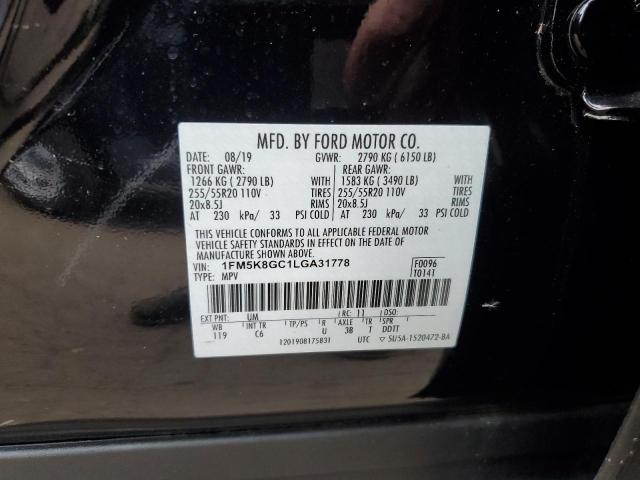 MFD. BY FORD MOTOR CO.
DATE: 08/19 GVWR: 2790 KG ( 6150 LB)
FRONT GAWR: REAR GAWR:
1266 KG ( 2790 LB) WITH 1583 KG ( 3490 LB) WITH
255/55R20 110V TIRES 255/55R20 110V TIRES
20x8.5J RIMS 20x8.5J RIMS
AT 230 kPa/ 33 PSI COLD AT 230 kPa/ 33 PSI COLD
THIS VEHICLE CONFORMS TO ALL APPLICABLE FEDERAL MOTOR
VEHICLE SAFETY STANDARDS IN EFFECT ON THE DATE OF
MANUFACTURE SHOWN ABOVE.
VIN: 1FM5K8GC1LGA31778 F0096
TYPE: MPV T0141
EXT PNT: UM RC: 11 DSO:
WB INT TR TP/PS R AXLE TR SPR
119 C6 U 38 T DDTT
1201908175831 UTC ▽ 5U5A-1520472-BA